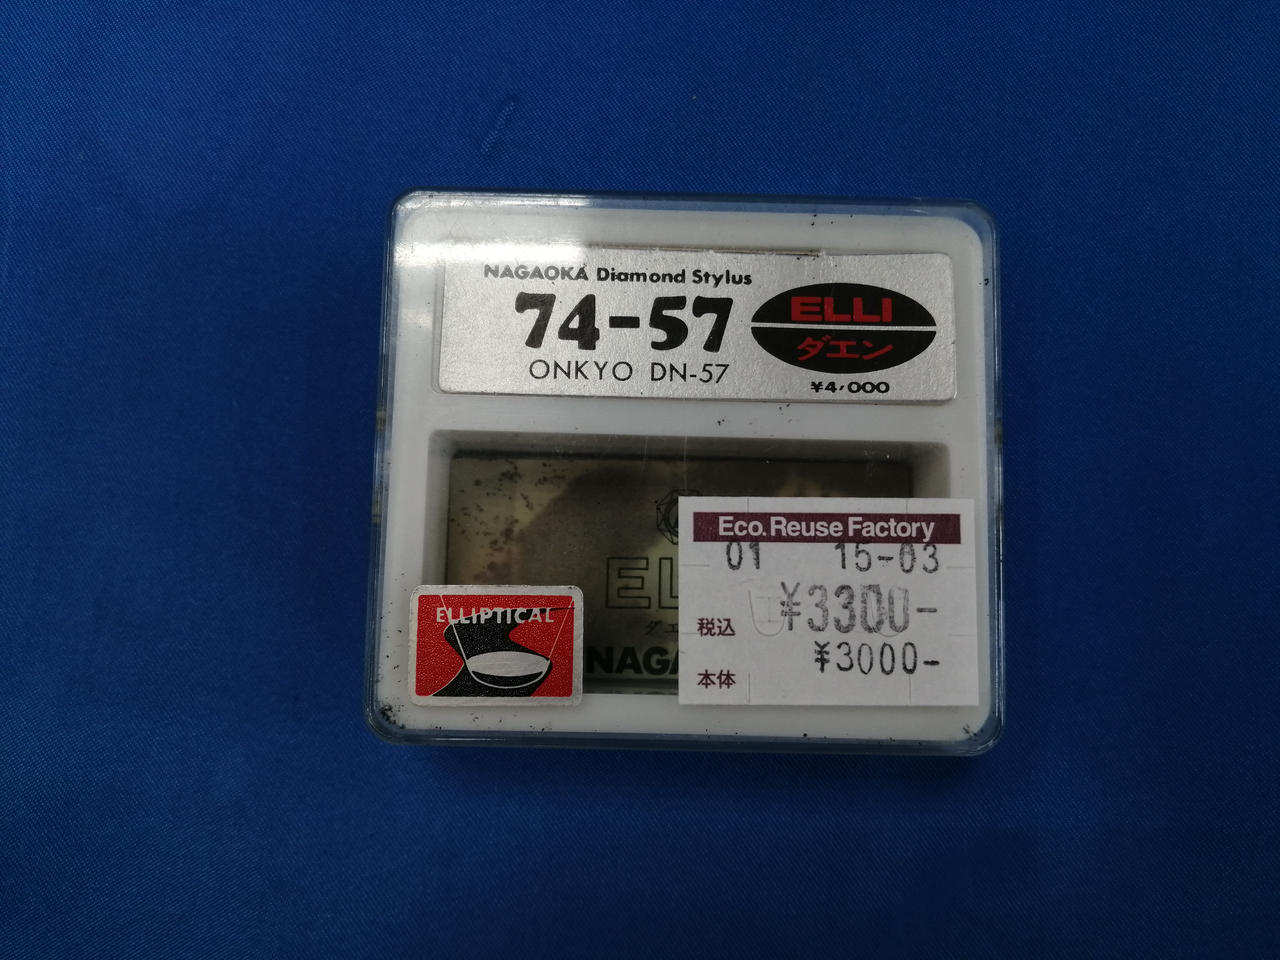 NAGAOKA Diamond Stylus
74-57
ONKYO DN-57
ELLI
ダエン
¥4,000
Eco.Reuse Factory
01 15-03
¥3300-
税込
¥3000-
本体
ELLIPTICAL